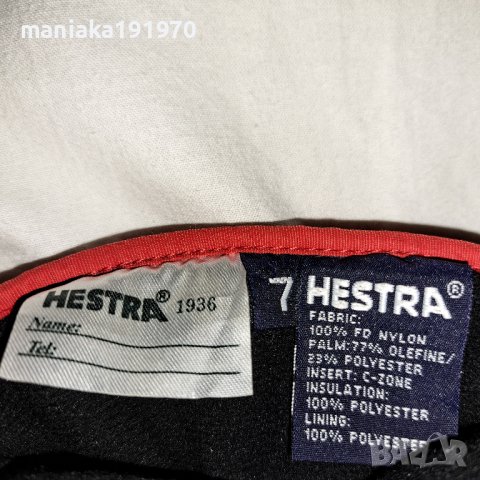 maniaka191970
HESTRA® 1936
Name:
Tel:
7
HESTRA®
FABRIC:
100% FD NYLON
PALM: 77% OLEFINE/
23% POLYESTER
INSERT: C-ZONE
INSULATION:
100% POLYESTER
LINING:
100% POLYESTER
BAZAR